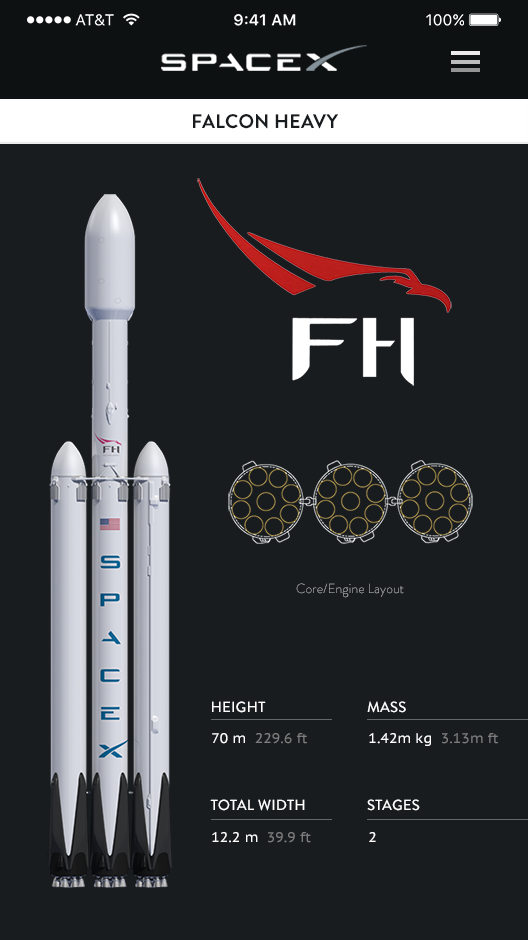 AT&T 9:41 AM 100%
SPACEX
FALCON HEAVY
FH
FH
S
P
A
C
E
X
Core/Engine Layout
HEIGHT
70 m 229.6 ft
MASS
1.42m kg 3.13m ft
TOTAL WIDTH
12.2 m 39.9 ft
STAGES
2